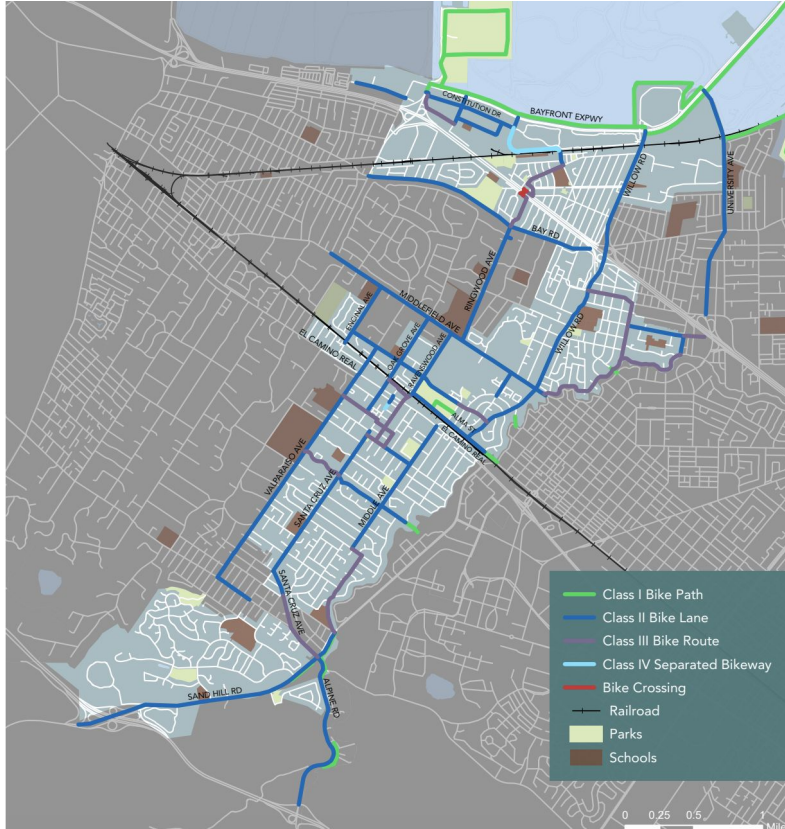 CONSTITUTION DR
BAYFRONT EXPWY
WILLOW RD
UNIVERSITY AVE
BAY RD
RINGWOOD AVE
MIDDLEFIELD AVE
ENCINAL AVE
OAK GROVE AVE
RAVENSWOOD AVE
EL CAMINO REAL
WILLOW RD
ALMA ST
EL CAMINO REAL
VALPARAISO AVE
SANTA CRUZ AVE
MIDDLE AVE
SANTA CRUZ AVE
SAND HILL RD
ALPINE RD
Class I Bike Path
Class II Bike Lane
Class III Bike Route
Class IV Separated Bikeway
Bike Crossing
Railroad
Parks
Schools
0 0.25 0.5 1
Mile